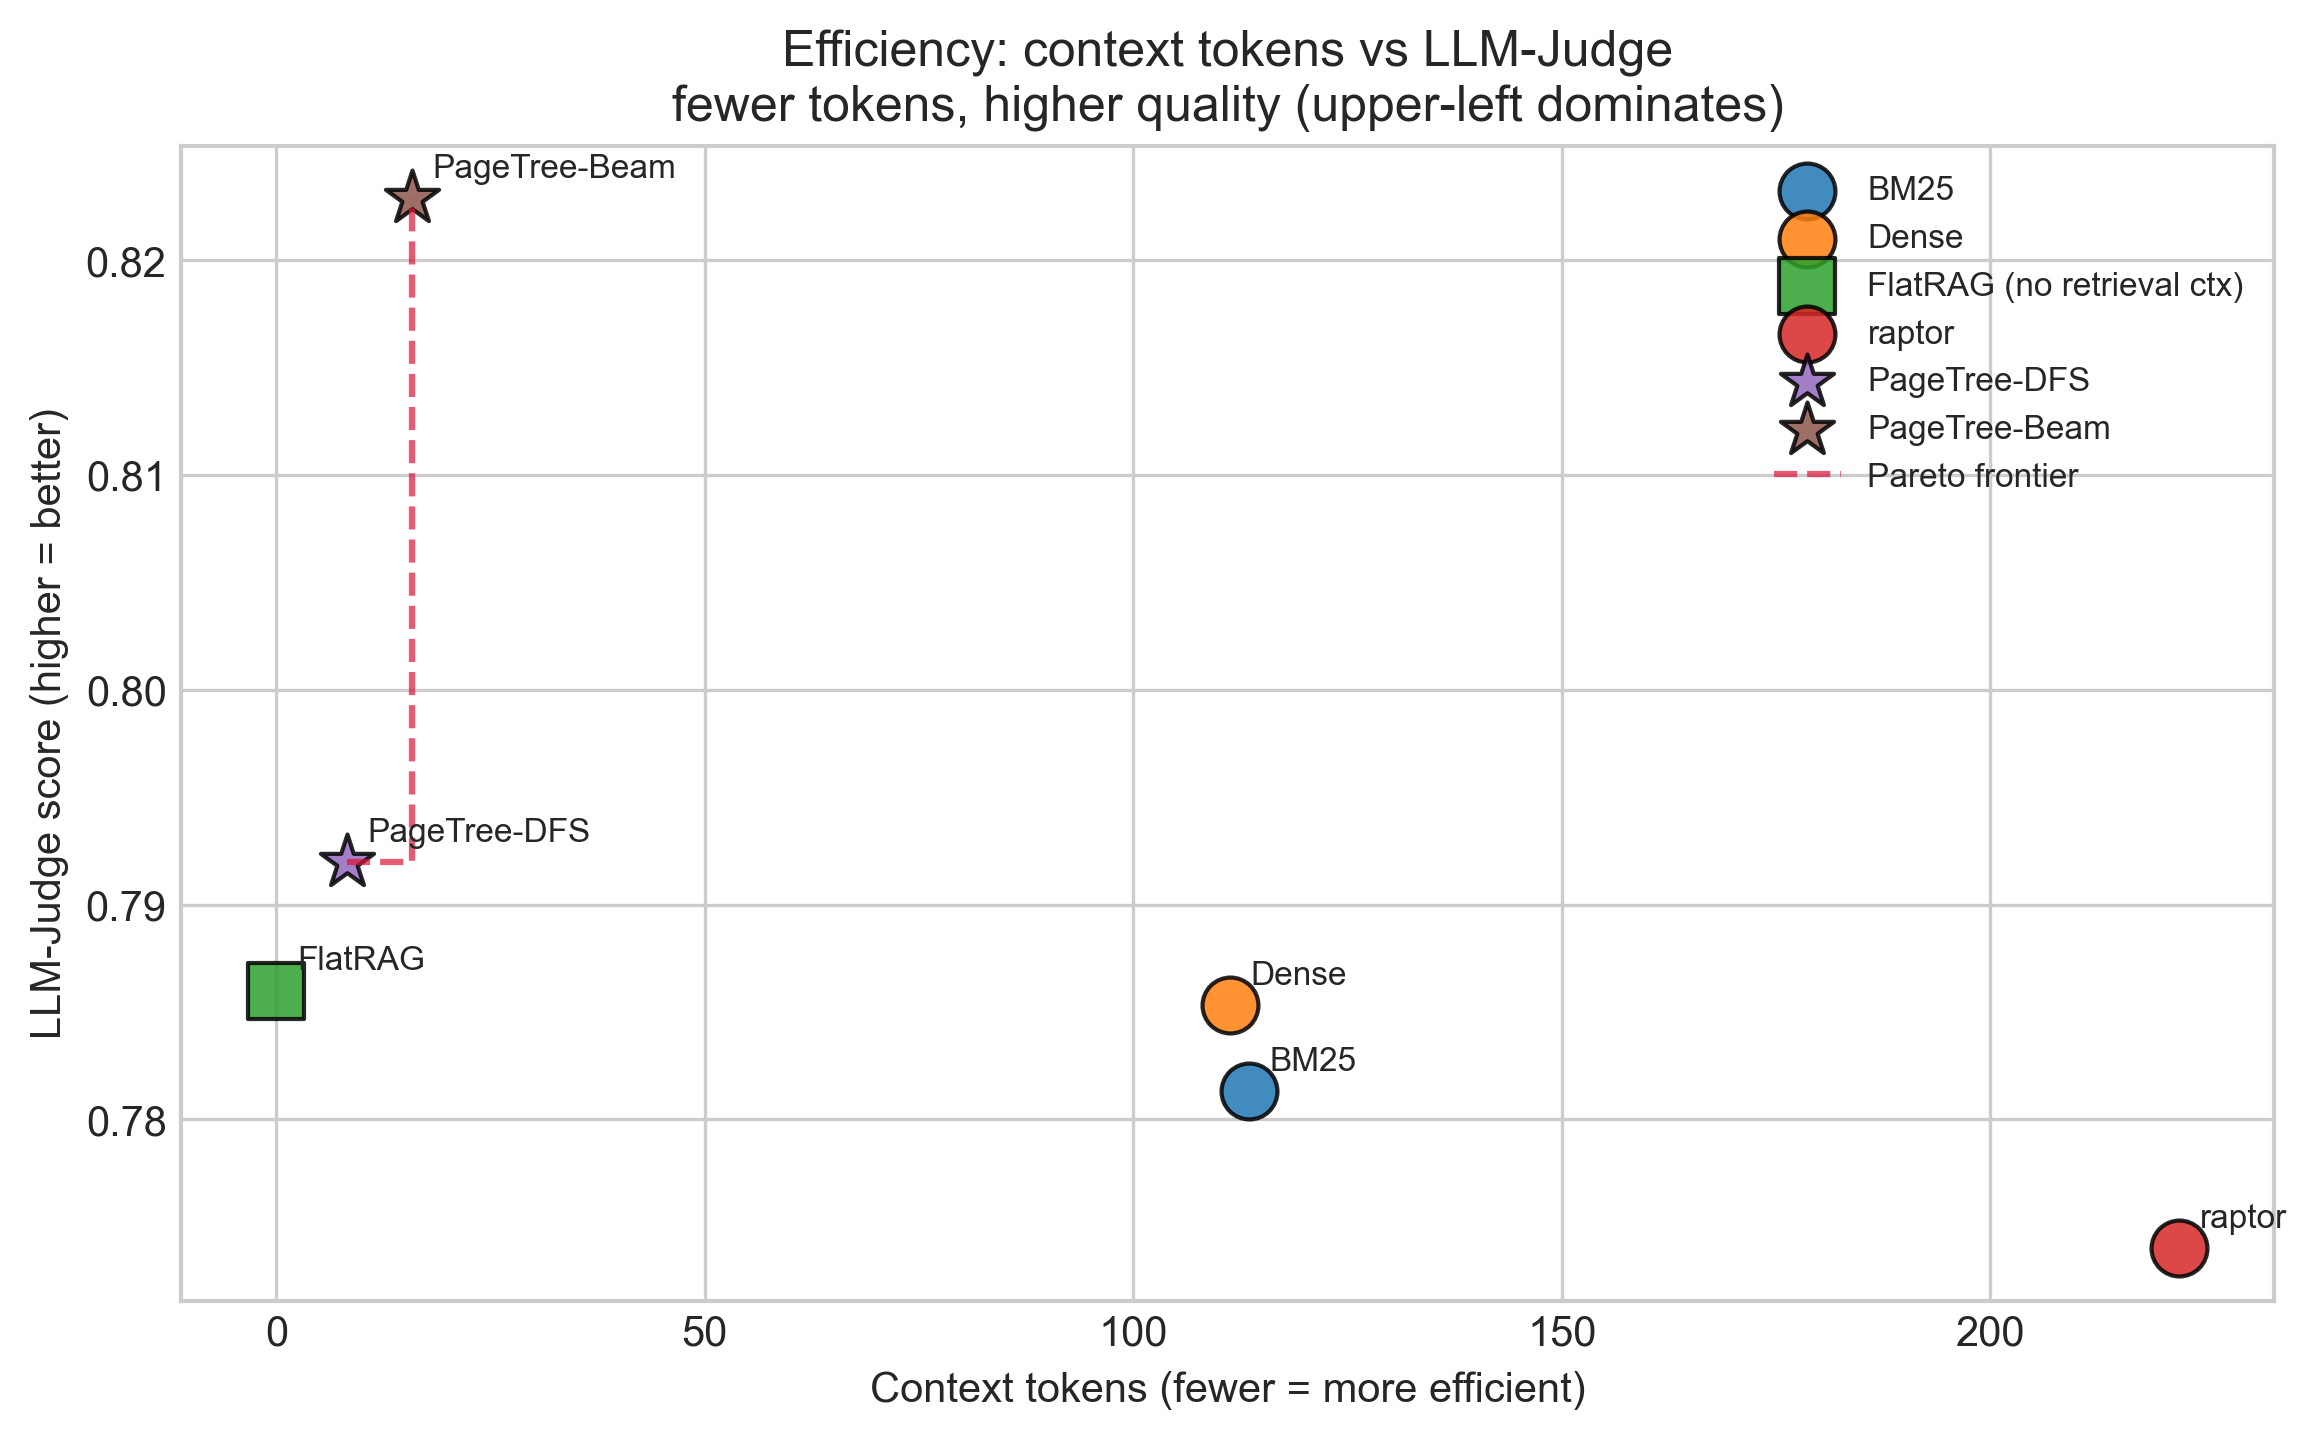 Efficiency: context tokens vs LLM-Judge
fewer tokens, higher quality (upper-left dominates)
PageTree-Beam
BM25
Dense
FlatRAG (no retrieval ctx)
raptor
PageTree-DFS
PageTree-Beam
Pareto frontier
0.82
0.81
0.80
0.79
0.78
LLM-Judge score (higher = better)
PageTree-DFS
FlatRAG
Dense
BM25
raptor
0
50
100
150
200
Context tokens (fewer = more efficient)